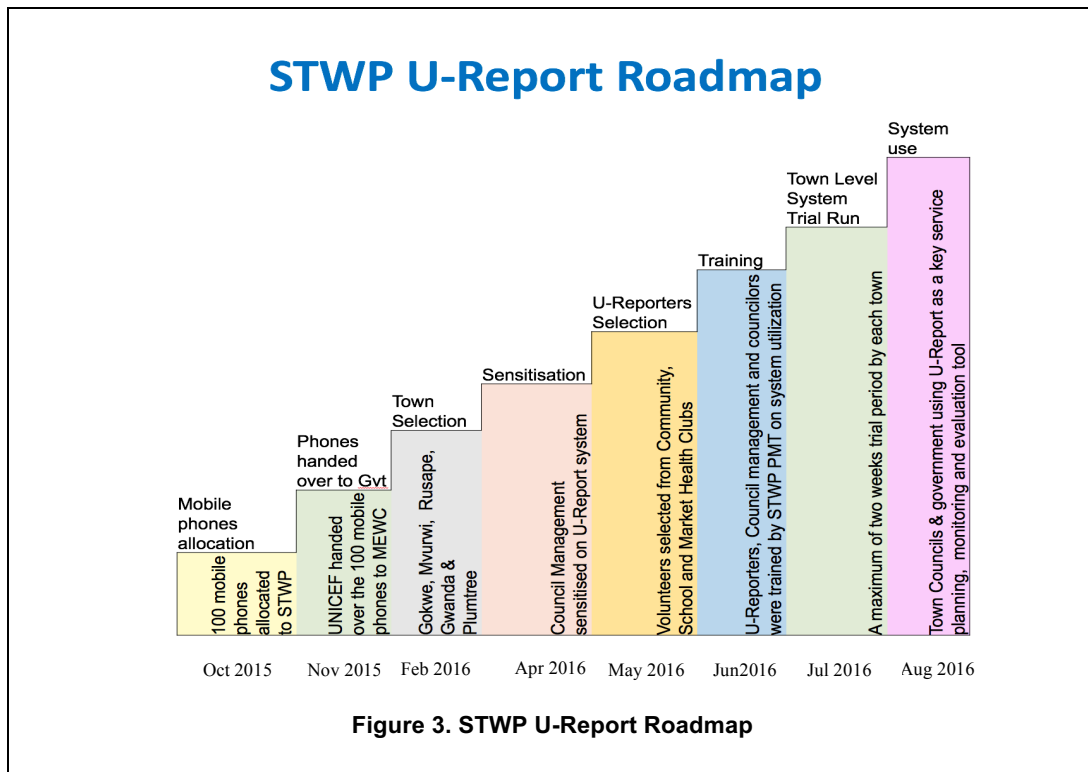 STWP U-Report Roadmap
Mobile
phones
allocation
100 mobile
phones
allocated
to STWP
Oct 2015
Phones
handed
over to Gvt
UNICEF handed
over the 100 mobile
phones to MEWC
Nov 2015
Town
Selection
Gokwe, Mvurwi, Rusape,
Gwanda &
Plumtree
Feb 2016
Sensitisation
Council Management
sensitised on U-Report system
Apr 2016
U-Reporters
Selection
Volunteers selected from Community,
School and Market Health Clubs
May 2016
Training
U-Reporters, Council management and councilors
were trained by STWP PMT on system utilization
Jun2016
Town Level
System
Trial Run
A maximum of two weeks trial period by each town
Jul 2016
System
use
Town Councils & government using U-Report as a key service
planning, monitoring and evaluation tool
Aug 2016
Figure 3. STWP U-Report Roadmap